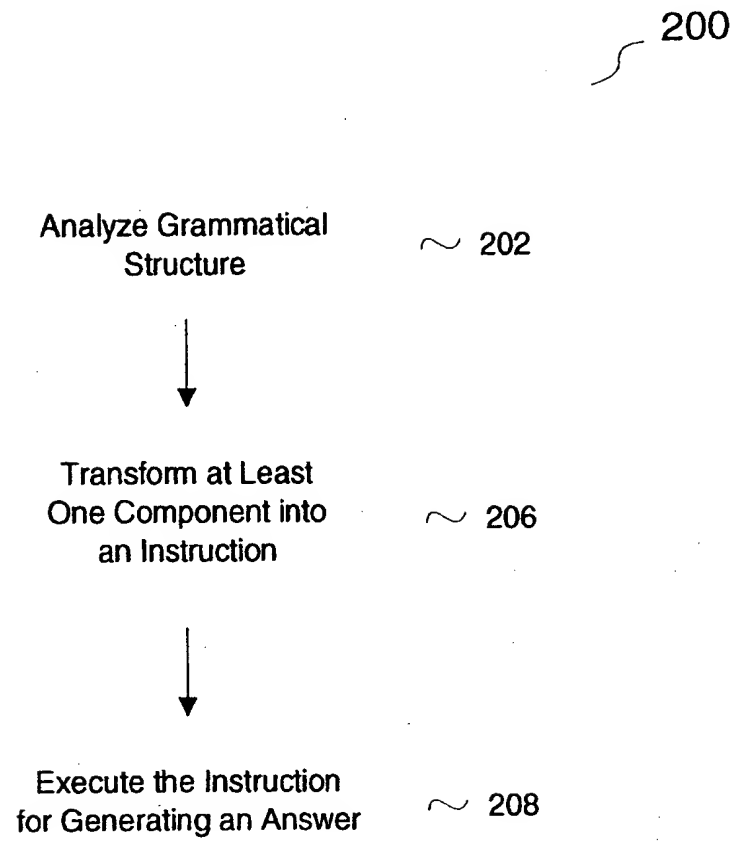 200
Analyze Grammatical
Structure
202
Transform at Least
One Component into
an Instruction
206
Execute the Instruction
for Generating an Answer
208